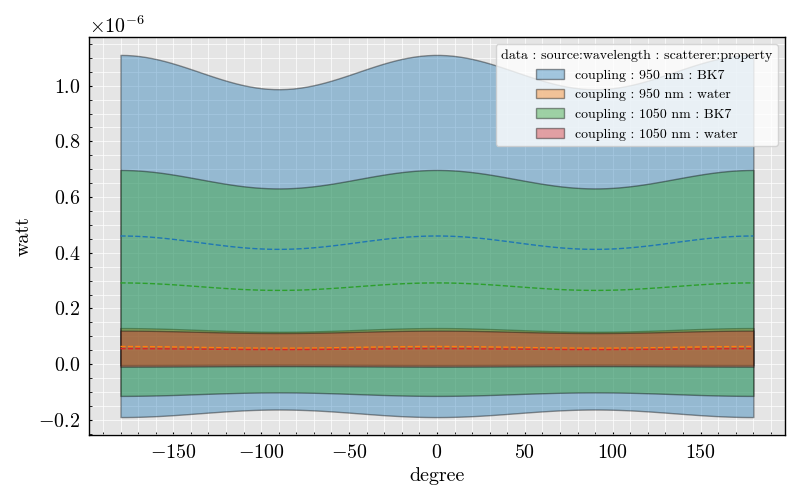 ×10⁻⁶
data : source:wavelength : scatterer:property
coupling : 950 nm : BK7
coupling : 950 nm : water
coupling : 1050 nm : BK7
coupling : 1050 nm : water
1.0
0.8
0.6
0.4
0.2
0.0
−0.2
watt
−150 −100 −50 0 50 100 150
degree